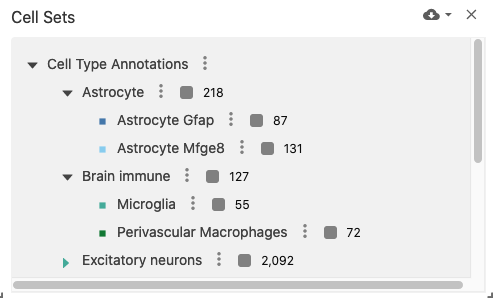 Cell Sets
Cell Type Annotations
Astrocyte 218
Astrocyte Gfap 87
Astrocyte Mfge8 131
Brain immune 127
Microglia 55
Perivascular Macrophages 72
Excitatory neurons 2,092